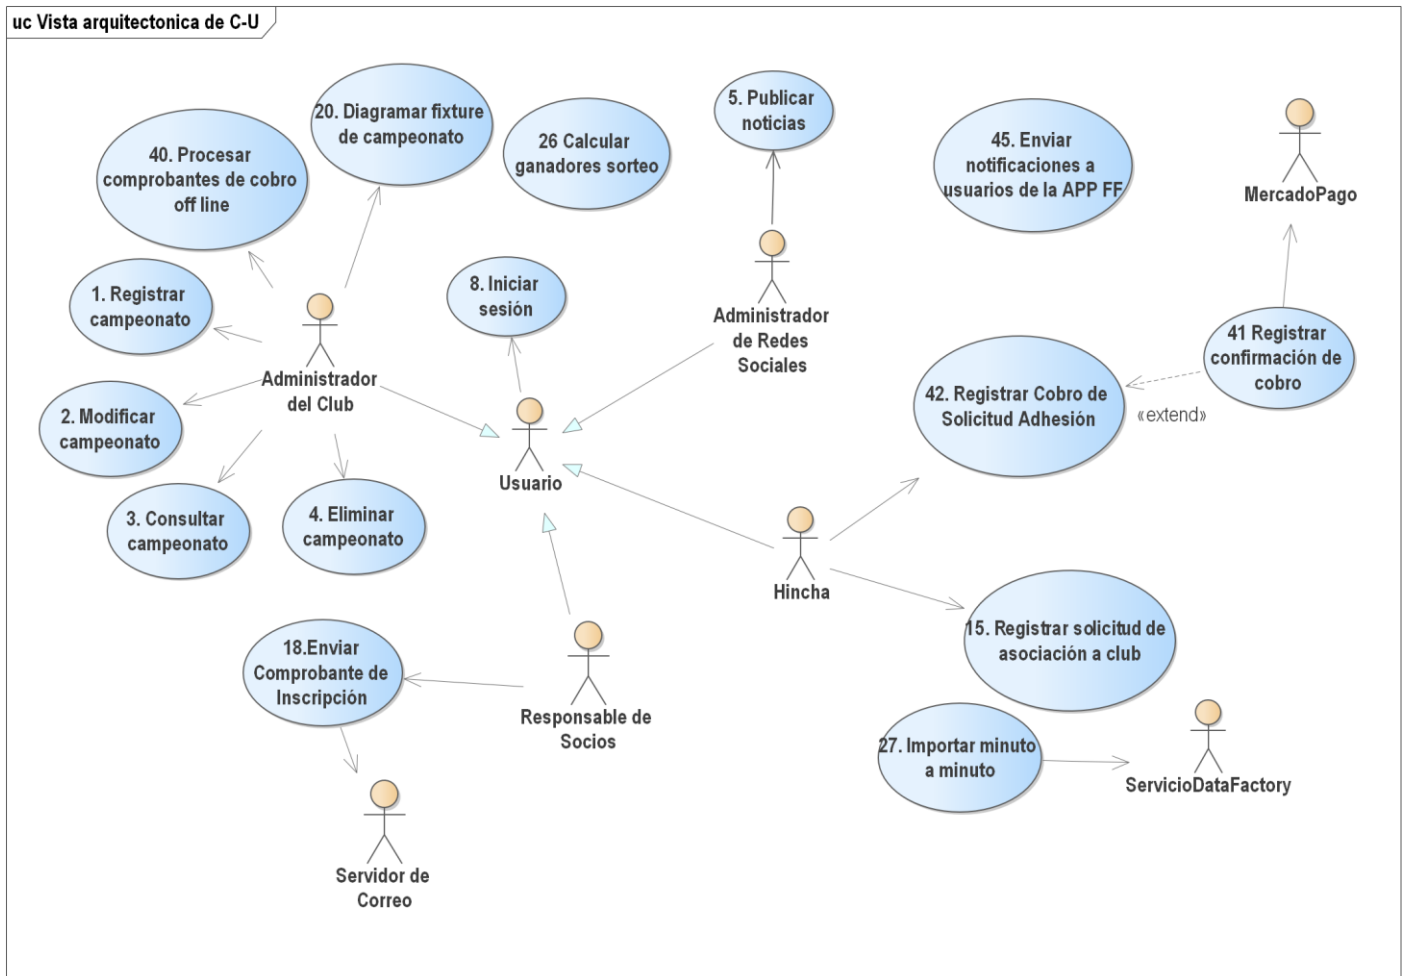 uc Vista arquitectonica de C-U
20. Diagramar fixture
de campeonato
5. Publicar
noticias
26 Calcular
ganadores sorteo
45. Enviar
notificaciones a
usuarios de la APP FF
40. Procesar
comprobantes de cobro
off line
MercadoPago
1. Registrar
campeonato
8. Iniciar
sesión
Administrador
de Redes
Sociales
41 Registrar
confirmación de
cobro
Administrador
del Club
42. Registrar Cobro de
Solicitud Adhesión
«extend»
2. Modificar
campeonato
Usuario
3. Consultar
campeonato
4. Eliminar
campeonato
Hincha
15. Registrar solicitud de
asociación a club
18.Enviar
Comprobante de
Inscripción
Responsable de
Socios
27. Importar minuto
a minuto
ServicioDataFactory
Servidor de
Correo